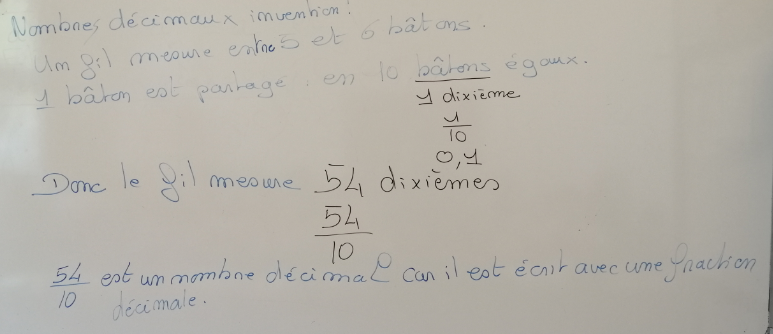 Nombres décimaux invention:
Un fil mesure entre 5 et 6 bâtons.
1 bâton est partagé en 10 bâtons égaux.
1 dixième
1/10
0,1
Donc le fil mesure 54 dixièmes
54/10
54/10 est un nombre décimal car il est écrit avec une fraction
décimale.